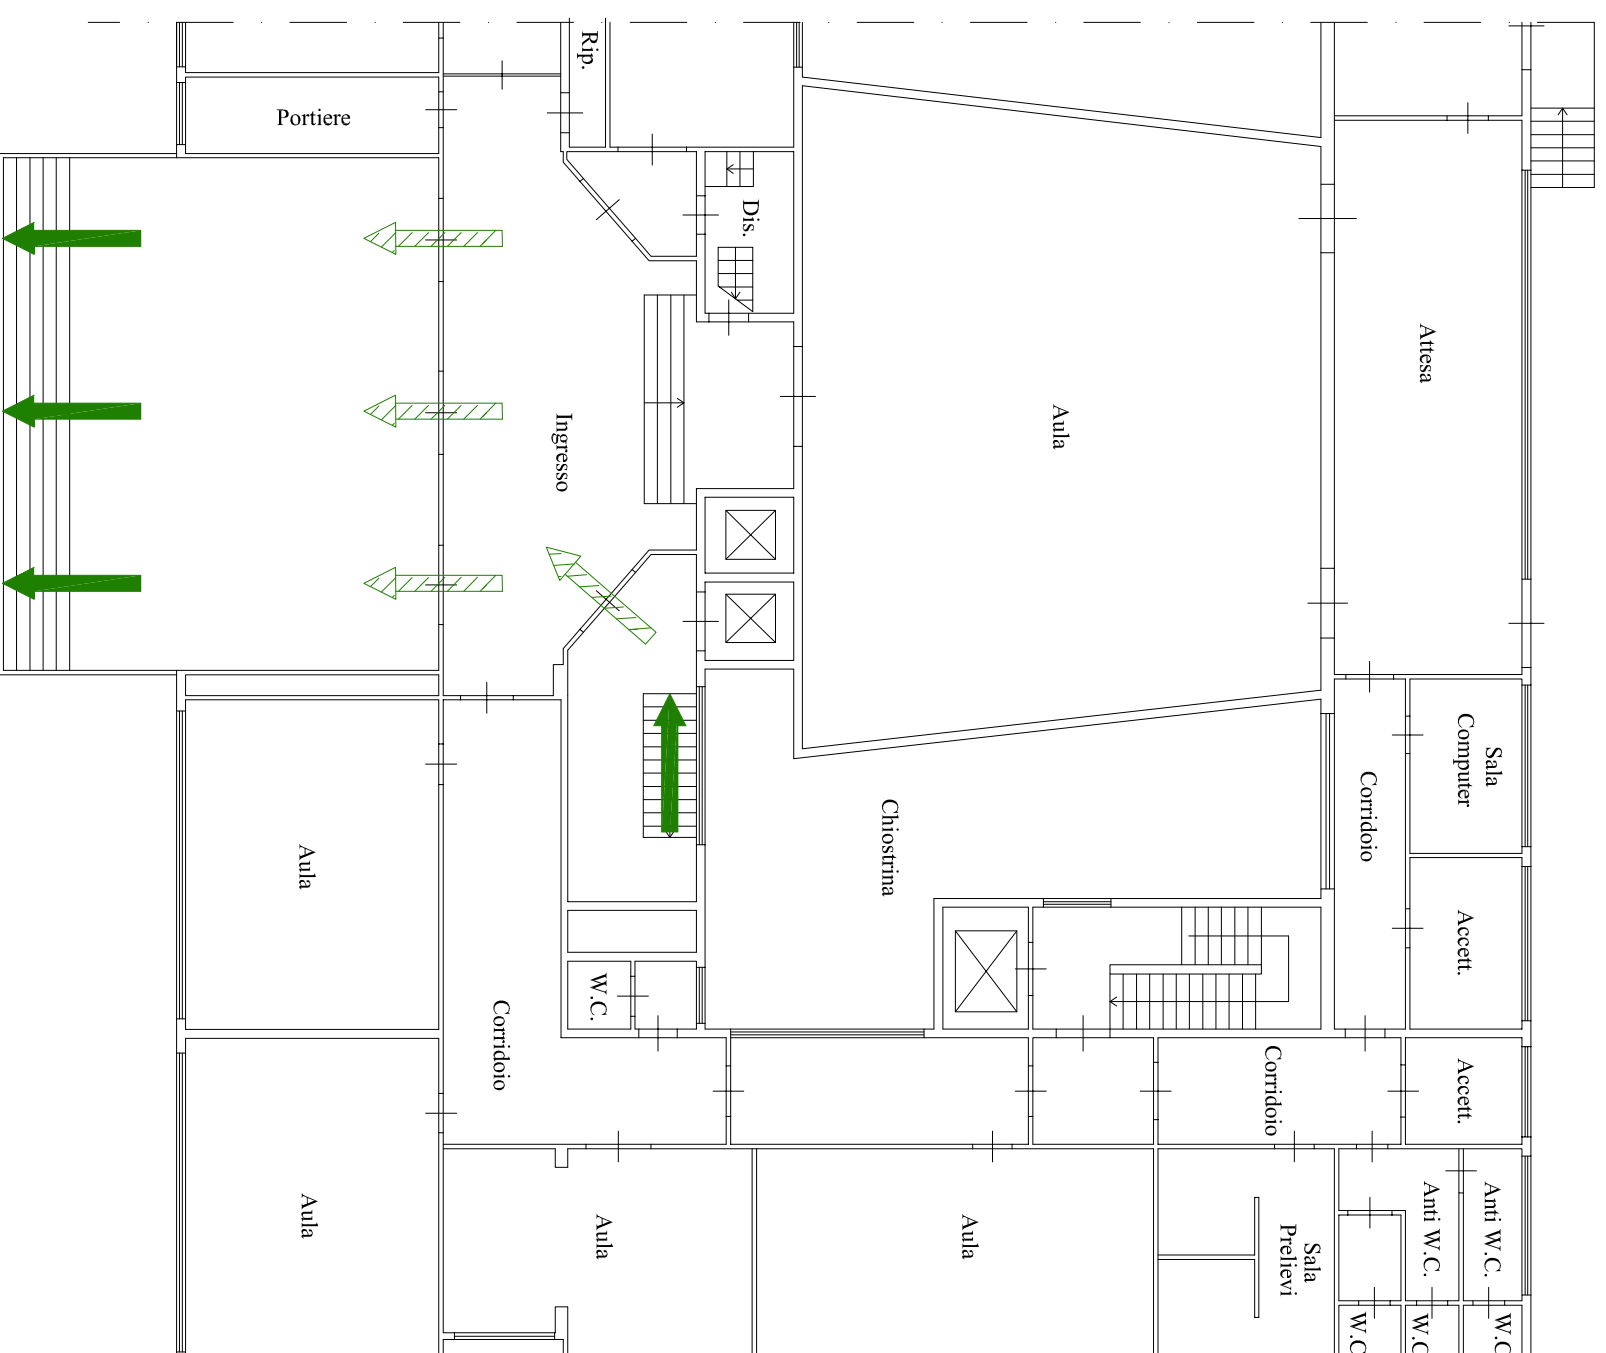 Rip.
Portiere
Dis.
Attesa
Aula
Ingresso
Sala
Computer
Corridoio
Chiostrina
Aula
Accett.
W.C.
Corridoio
Corridoio
Accett.
Aula
Aula
Aula
Sala
Prelievi
Anti W.C.
Anti W.C.
W.C
W.C
W.C